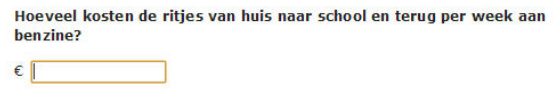 Hoeveel kosten de ritjes van huis naar school en terug per week aan
benzine?
€